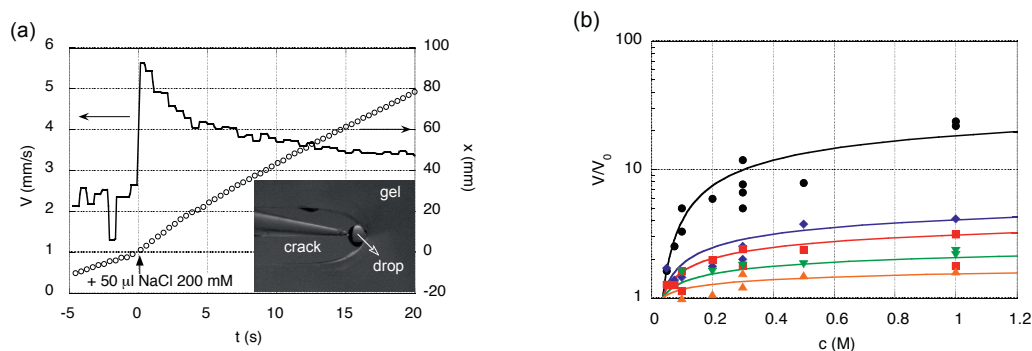 (a)
6
5
4
3
2
1
0
V (mm/s)
100
80
60
40
20
0
-20
x (mm)
gel
crack
drop
+ 50 µl NaCl 200 mM
-5
0
5
10
15
20
t (s)
(b)
100
10
1
V/V0
0
0.2
0.4
0.6
0.8
1
1.2
c (M)